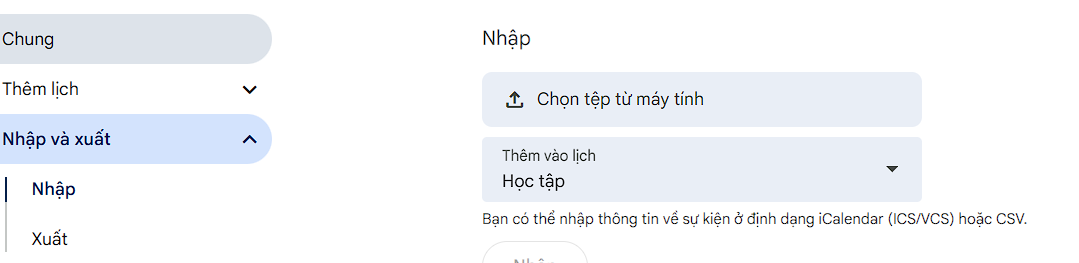 Chung
Thêm lịch
Nhập và xuất
Nhập
Xuất
Nhập
Chọn tệp từ máy tính
Thêm vào lịch
Học tập
Bạn có thể nhập thông tin về sự kiện ở định dạng iCalendar (ICS/VCS) hoặc CSV.